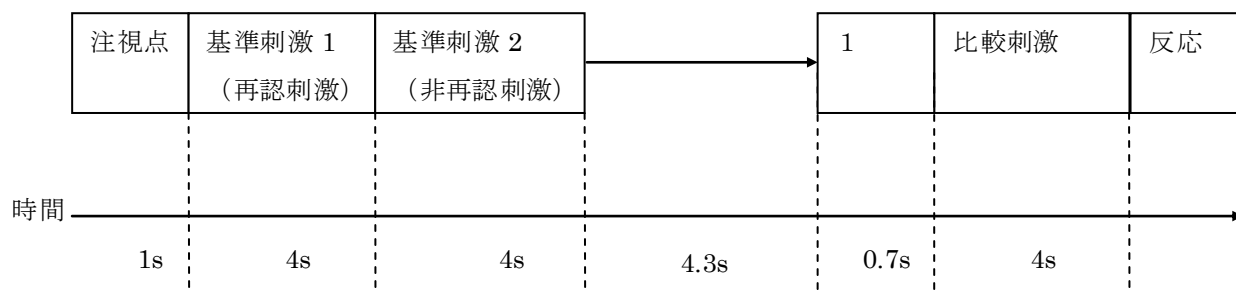 注視点 基準刺激 1 基準刺激 2 1 比較刺激 反応
（再認刺激） （非再認刺激）
時間
1s 4s 4s 4.3s 0.7s 4s